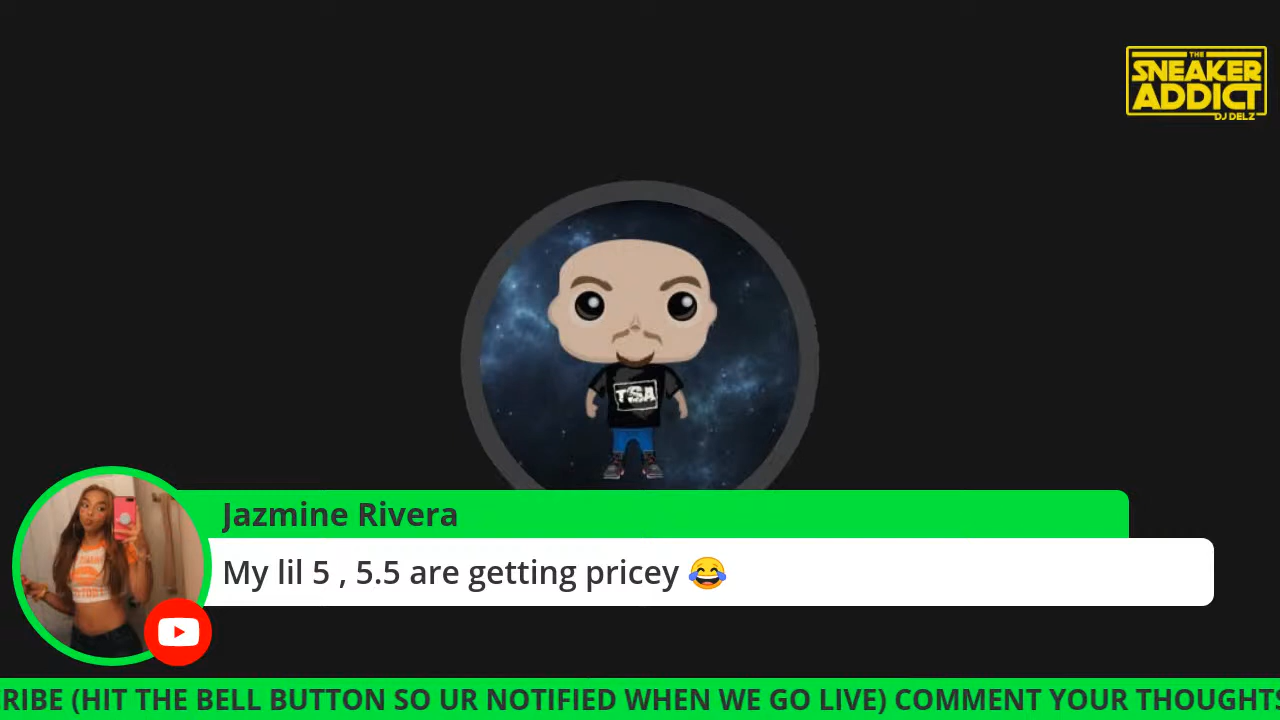 THE
SNEAKER
ADDICT
DJ DELZ
TSA
Jazmine Rivera
My lil 5 , 5.5 are getting pricey 😂
RIBE (HIT THE BELL BUTTON SO UR NOTIFIED WHEN WE GO LIVE) COMMENT YOUR THOUGHTS